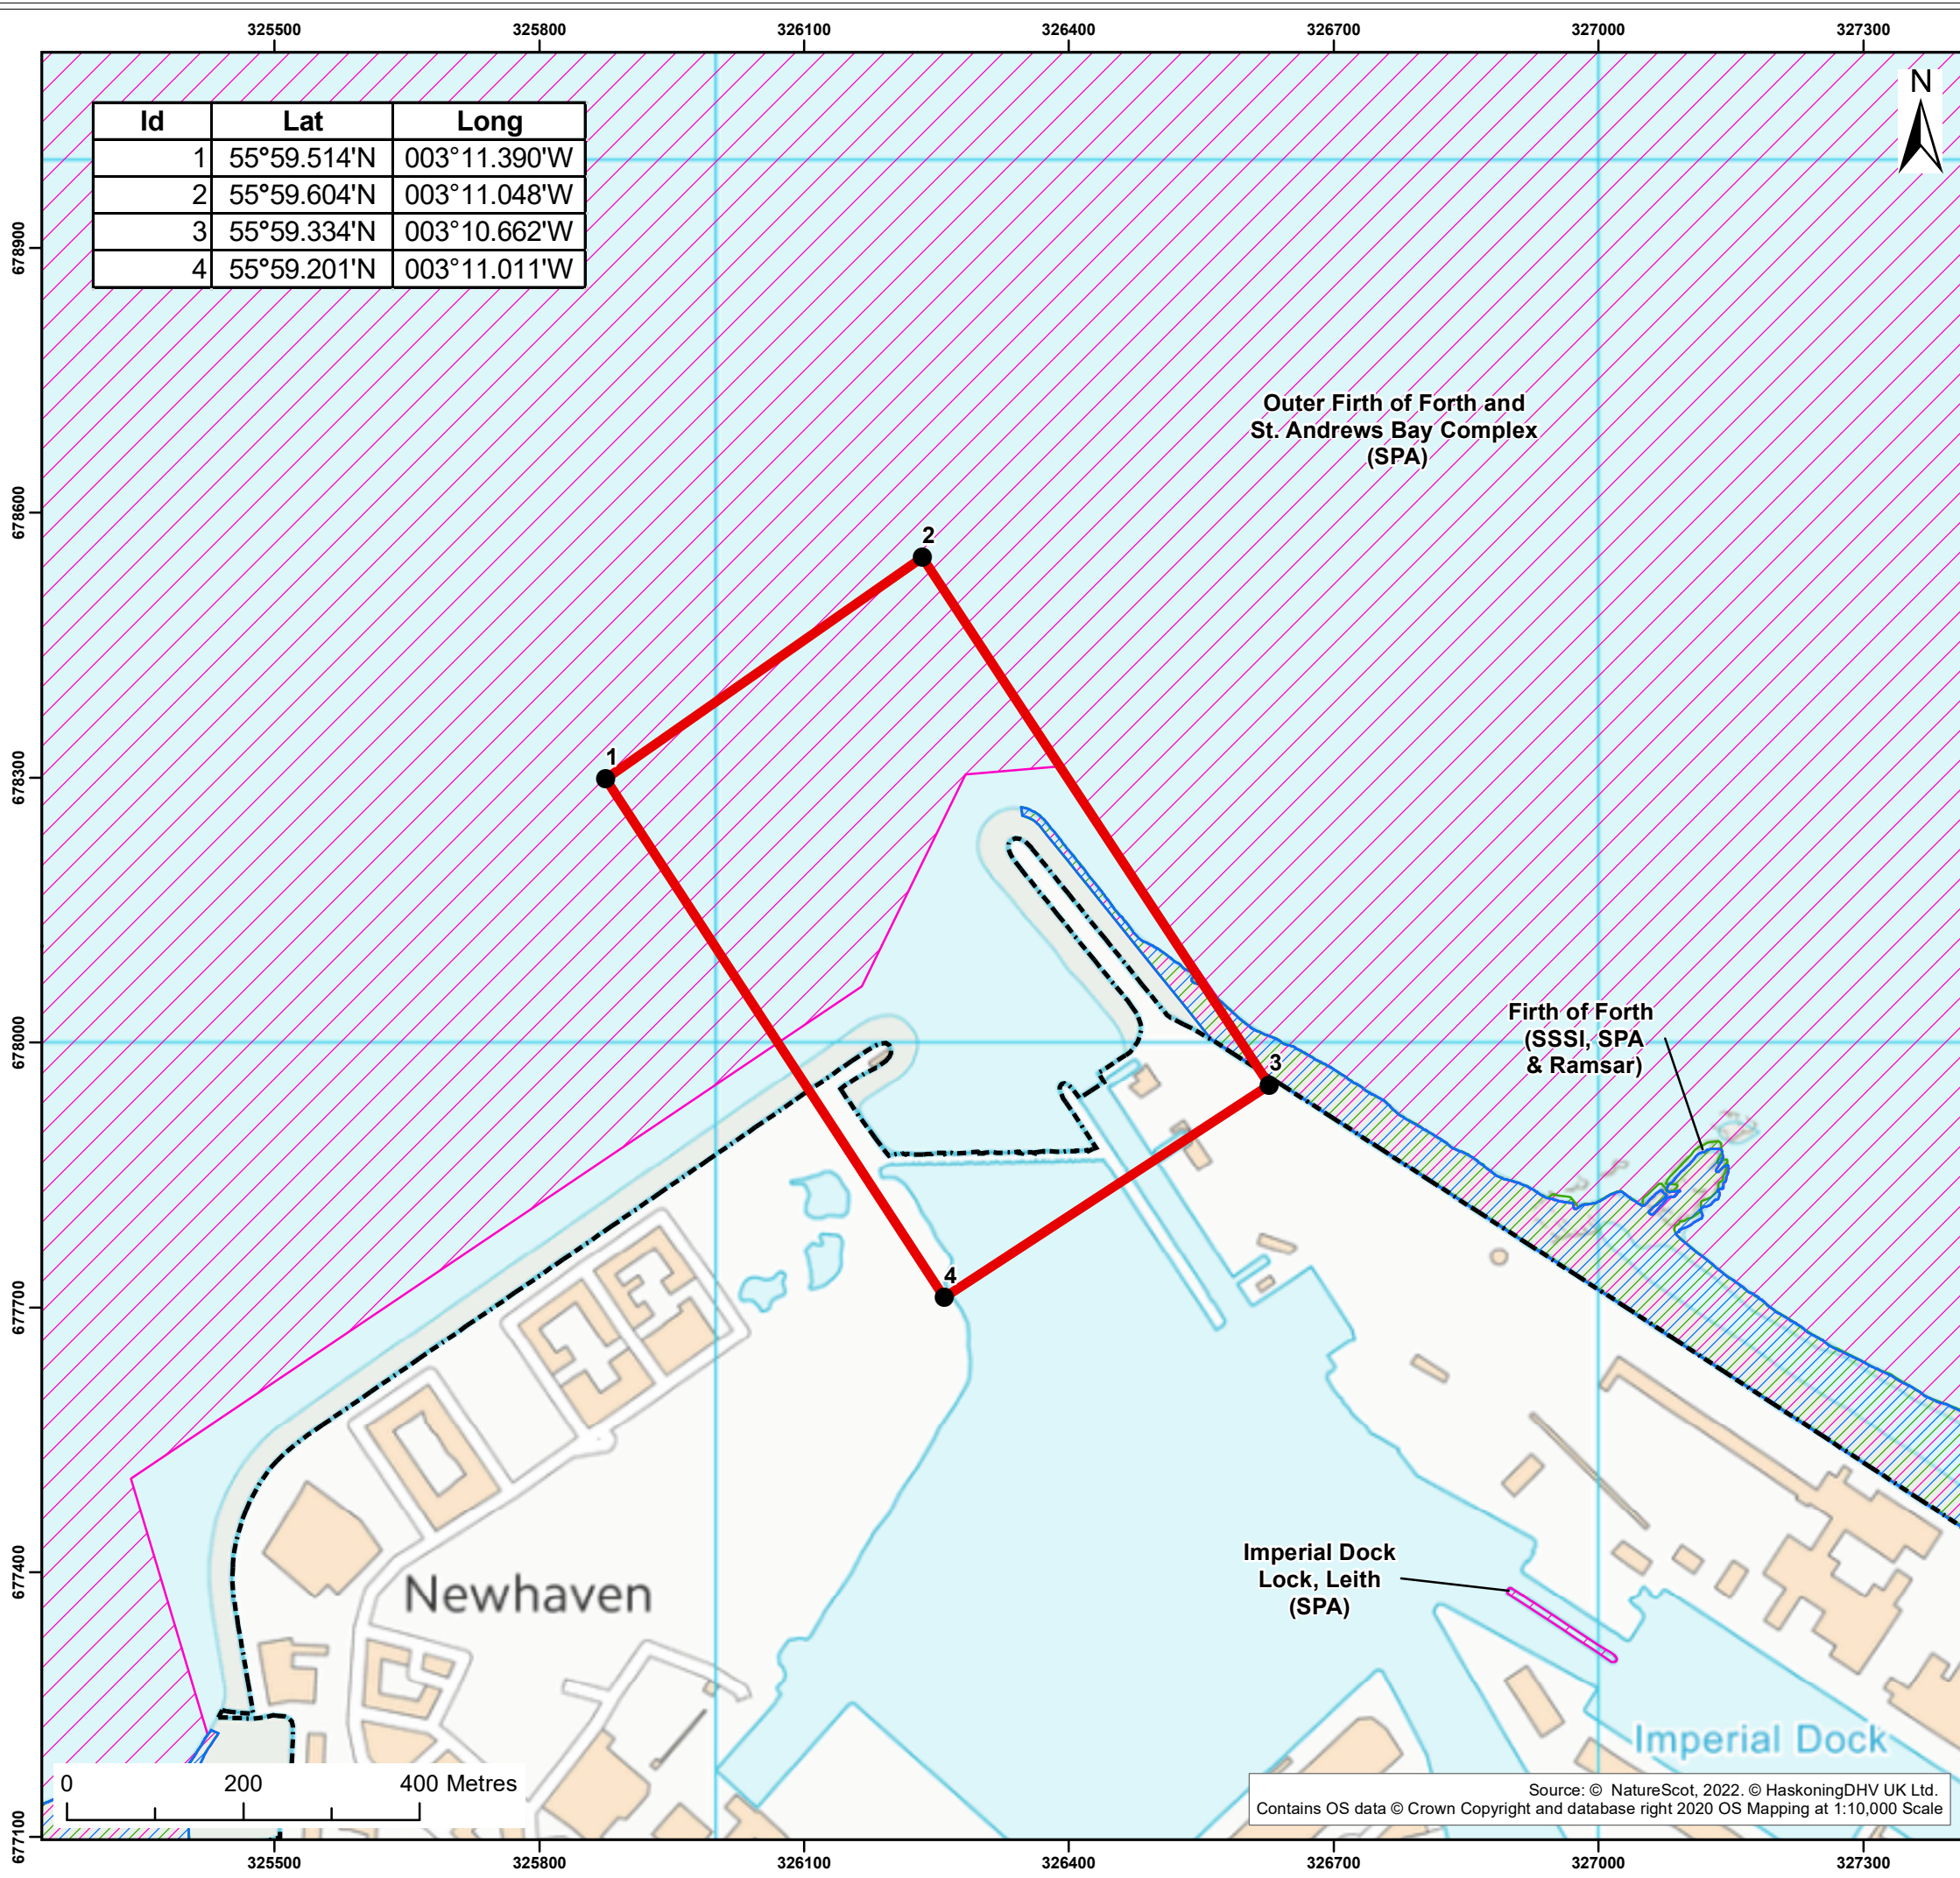 325500 325800 326100 326400 326700 327000 327300
N
Id Lat Long
1 55°59.514'N 003°11.390'W
2 55°59.604'N 003°11.048'W
3 55°59.334'N 003°10.662'W
4 55°59.201'N 003°11.011'W
678900
Outer Firth of Forth and
St. Andrews Bay Complex
(SPA)
678600
2
1
678300
Firth of Forth
(SSSI, SPA
& Ramsar)
678000
3
4
677700
Imperial Dock
Lock, Leith
(SPA)
677400
Newhaven
Imperial Dock
0 200 400 Metres
Source: © NatureScot, 2022. © HaskoningDHV UK Ltd.
Contains OS data © Crown Copyright and database right 2020 OS Mapping at 1:10,000 Scale
677100
325500 325800 326100 326400 326700 327000 327300